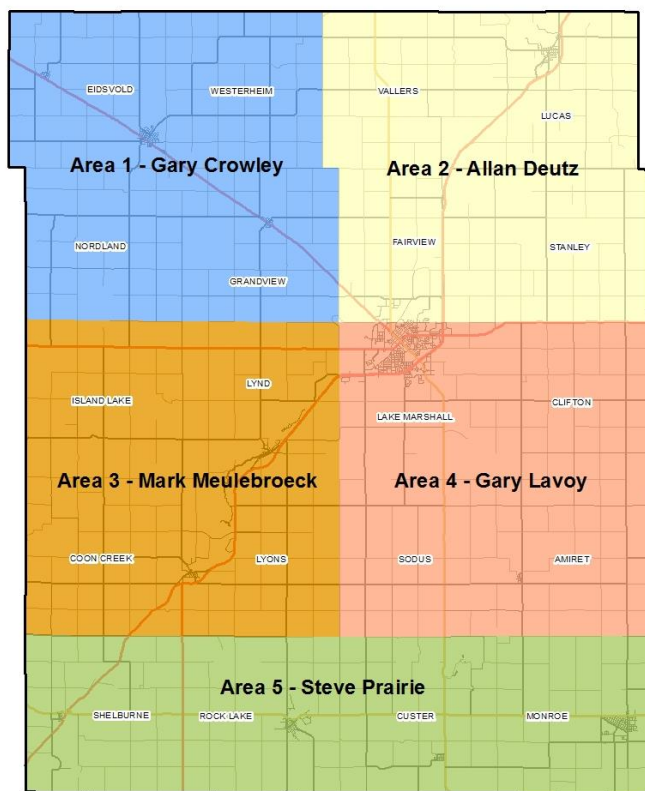 EIDSVOLD
WESTERHEIM
VALLERS
LUCAS
Area 1 - Gary Crowley
Area 2 - Allan Deutz
NORDLAND
GRANDVIEW
FAIRVIEW
STANLEY
ISLAND LAKE
LYND
LAKE MARSHALL
CLIFTON
Area 3 - Mark Meulebroeck
Area 4 - Gary Lavoy
COON CREEK
LYONS
SODUS
AMIRET
Area 5 - Steve Prairie
SHELBURNE
ROCK LAKE
CUSTER
MONROE